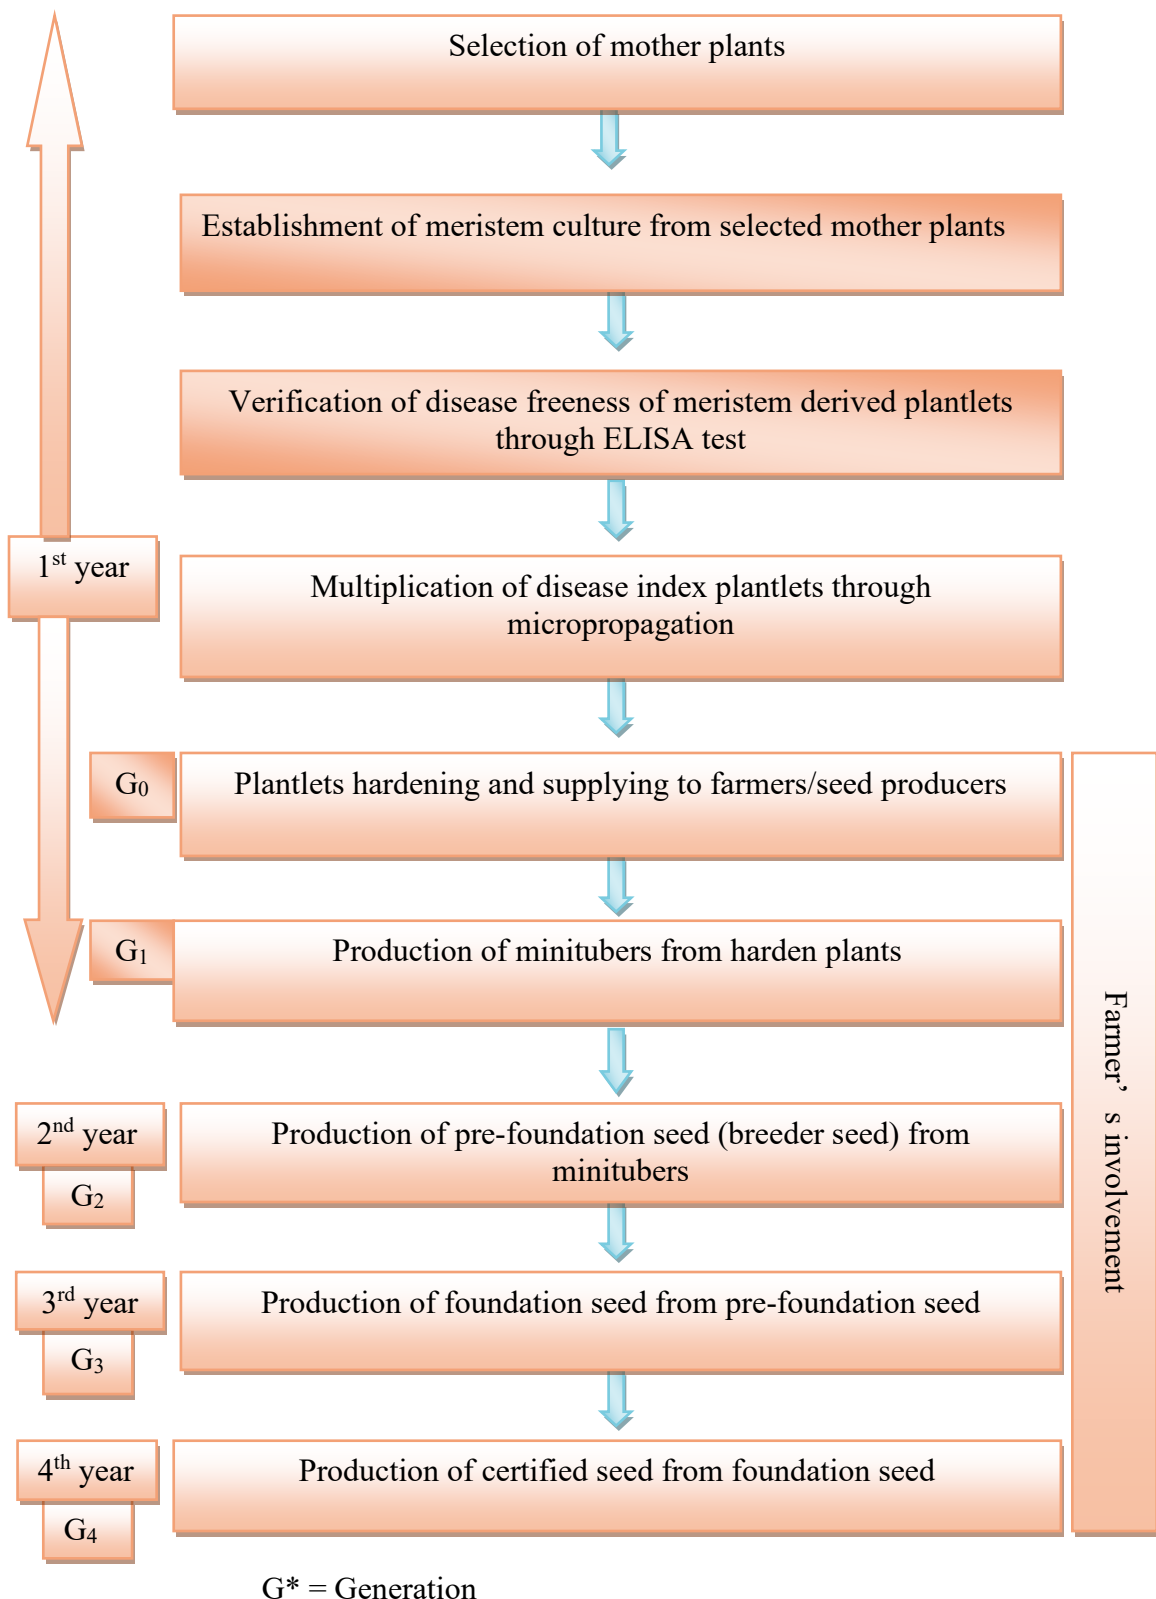 Selection of mother plants
Establishment of meristem culture from selected mother plants
Verification of disease freeness of meristem derived plantlets
through ELISA test
1st year
Multiplication of disease index plantlets through
micropropagation
G0
Plantlets hardening and supplying to farmers/seed producers
G1
Production of minitubers from harden plants
Farmer’ s involvement
2nd year
G2
Production of pre-foundation seed (breeder seed) from
minitubers
3rd year
G3
Production of foundation seed from pre-foundation seed
4th year
G4
Production of certified seed from foundation seed
G* = Generation